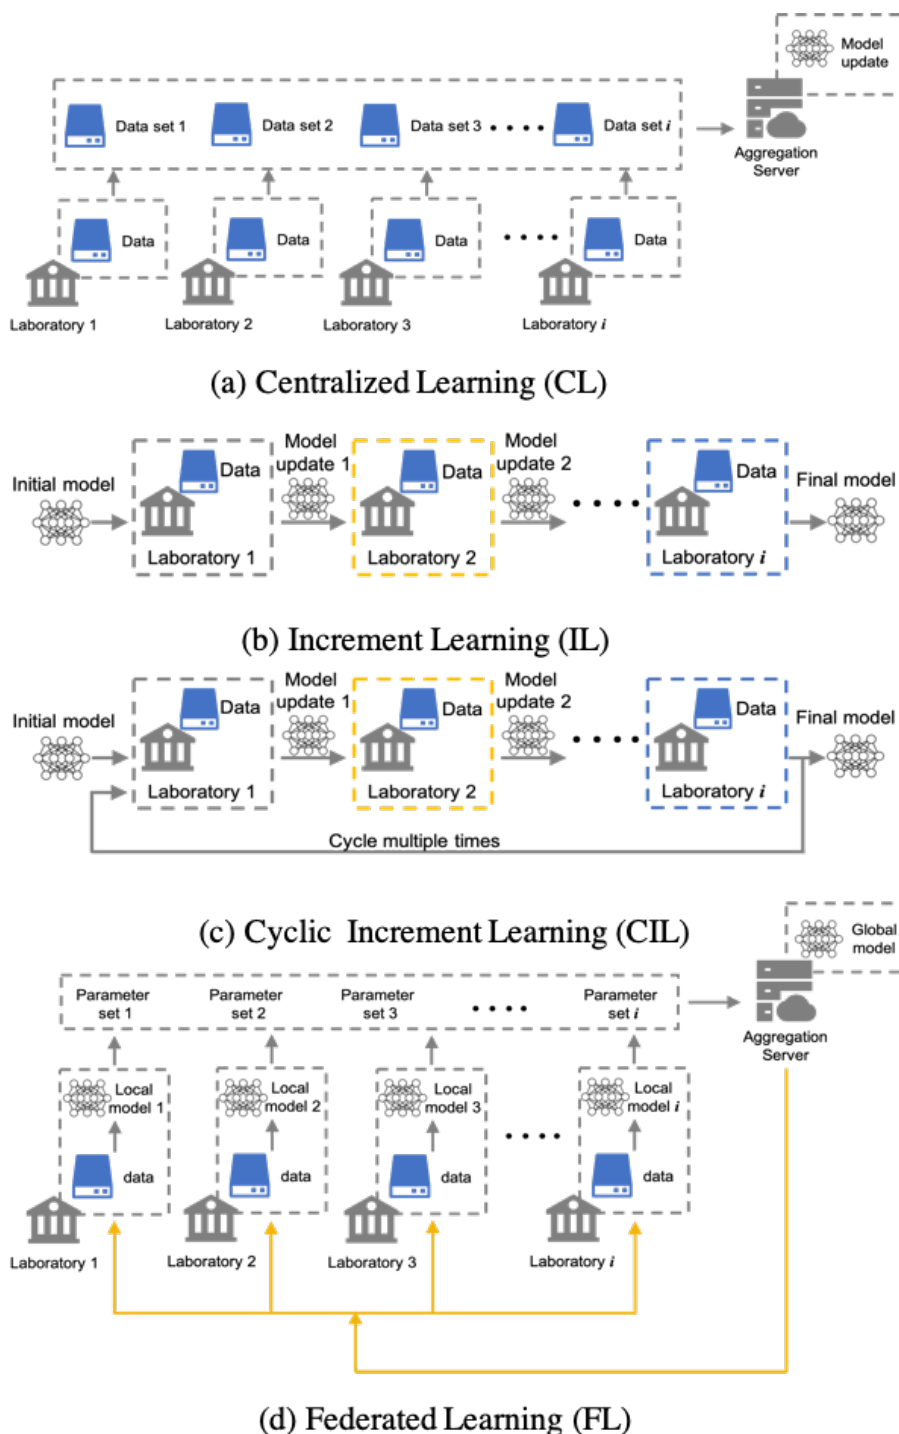 Model
update
Data set 1
Data set 2
Data set 3
Data set i
Aggregation
Server
Data
Data
Data
Data
Laboratory 1
Laboratory 2
Laboratory 3
Laboratory i
(a) Centralized Learning (CL)
Initial model
Data
Laboratory 1
Model
update 1
Data
Laboratory 2
Model
update 2
Data
Laboratory i
Final model
(b) Increment Learning (IL)
Initial model
Data
Laboratory 1
Model
update 1
Data
Laboratory 2
Model
update 2
Data
Laboratory i
Final model
Cycle multiple times
(c) Cyclic Increment Learning (CIL)
Global
model
Parameter
set 1
Parameter
set 2
Parameter
set 3
Parameter
set i
Aggregation
Server
Local
model 1
Local
model 2
Local
model 3
Local
model i
data
data
data
data
Laboratory 1
Laboratory 2
Laboratory 3
Laboratory i
(d) Federated Learning (FL)